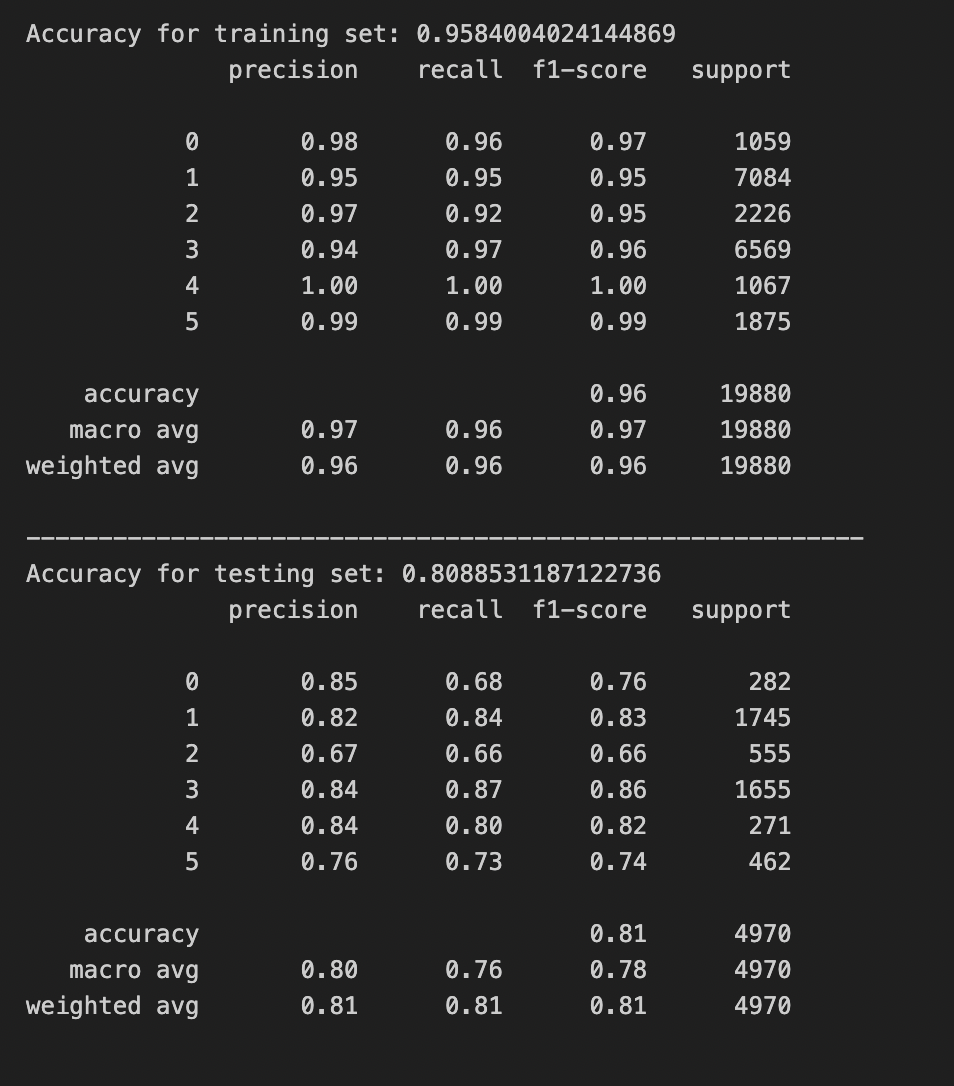 Accuracy for training set: 0.9584004024144869
precision recall f1-score support
0 0.98 0.96 0.97 1059
1 0.95 0.95 0.95 7084
2 0.97 0.92 0.95 2226
3 0.94 0.97 0.96 6569
4 1.00 1.00 1.00 1067
5 0.99 0.99 0.99 1875
accuracy 0.96 19880
macro avg 0.97 0.96 0.97 19880
weighted avg 0.96 0.96 0.96 19880
----------------------------------------------------------
Accuracy for testing set: 0.8088531187122736
precision recall f1-score support
0 0.85 0.68 0.76 282
1 0.82 0.84 0.83 1745
2 0.67 0.66 0.66 555
3 0.84 0.87 0.86 1655
4 0.84 0.80 0.82 271
5 0.76 0.73 0.74 462
accuracy 0.81 4970
macro avg 0.80 0.76 0.78 4970
weighted avg 0.81 0.81 0.81 4970